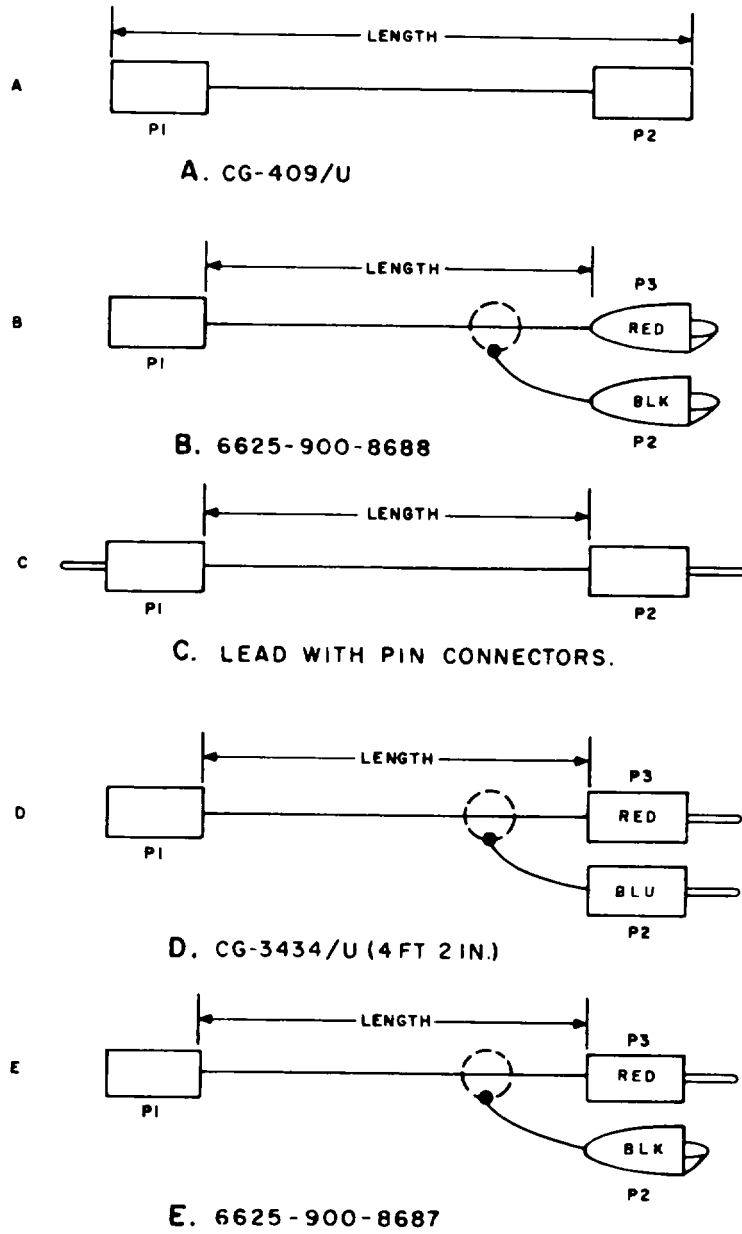 LENGTH
A
P1
P2
A. CG-409/U
LENGTH
P3
B
RED
P1
BLK
B. 6625-900-8688
P2
LENGTH
C
P1
P2
C. LEAD WITH PIN CONNECTORS.
LENGTH
P3
D
RED
P1
BLU
P2
D. CG-3434/U (4 FT 2 IN.)
LENGTH
P3
E
RED
P1
BLK
P2
E. 6625-900-8687